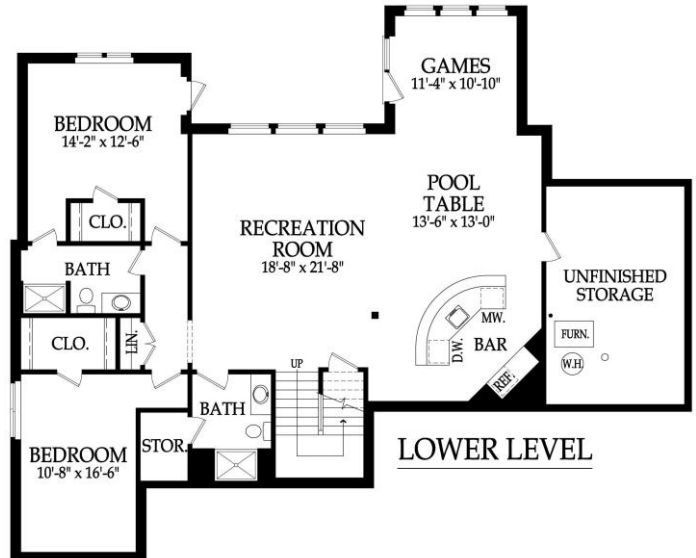 GAMES
11'-4" x 10'-10"
BEDROOM
14'-2" x 12'-6"
POOL
TABLE
13'-6" x 13'-0"
CLO.
RECREATION
ROOM
18'-8" x 21'-8"
BATH
UNFINISHED
STORAGE
MW.
FURN.
CLO.
LIN.
D.W.
BAR
W.H.
UP
REF.
BATH
STOR.
BEDROOM
10'-8" x 16'-6"
LOWER LEVEL